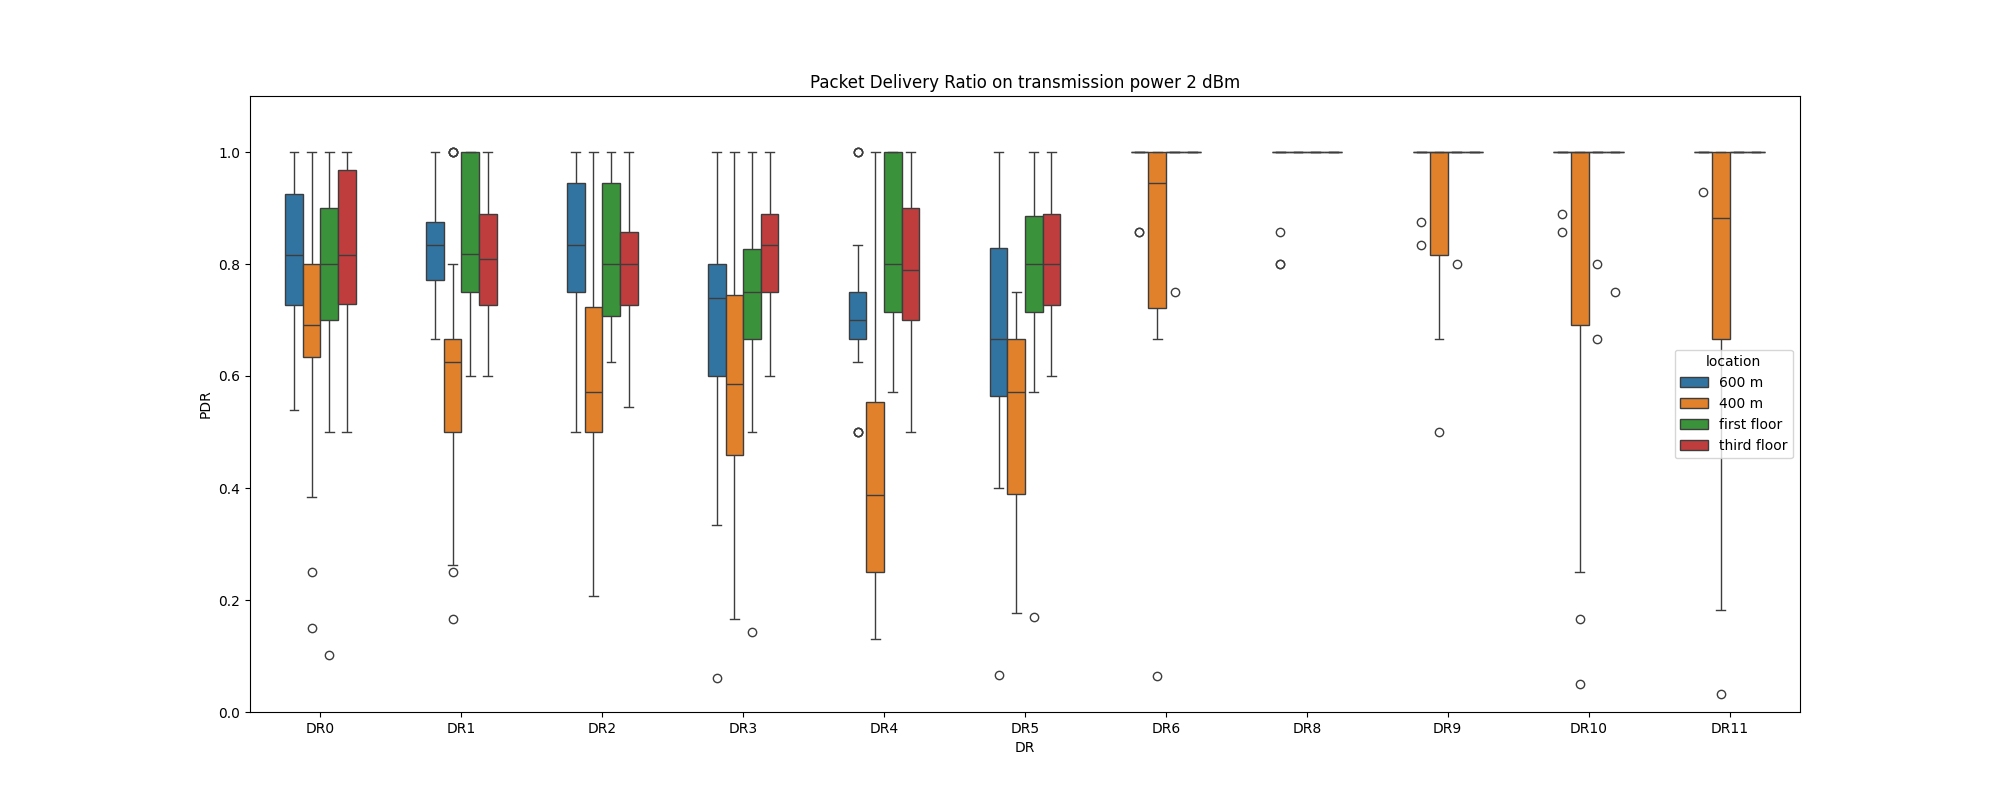 Packet Delivery Ratio on transmission power 2 dBm
PDR
1.0
0.8
0.6
0.4
0.2
0.0
location
600 m
400 m
first floor
third floor
DR0 DR1 DR2 DR3 DR4 DR5 DR6 DR8 DR9 DR10 DR11
DR